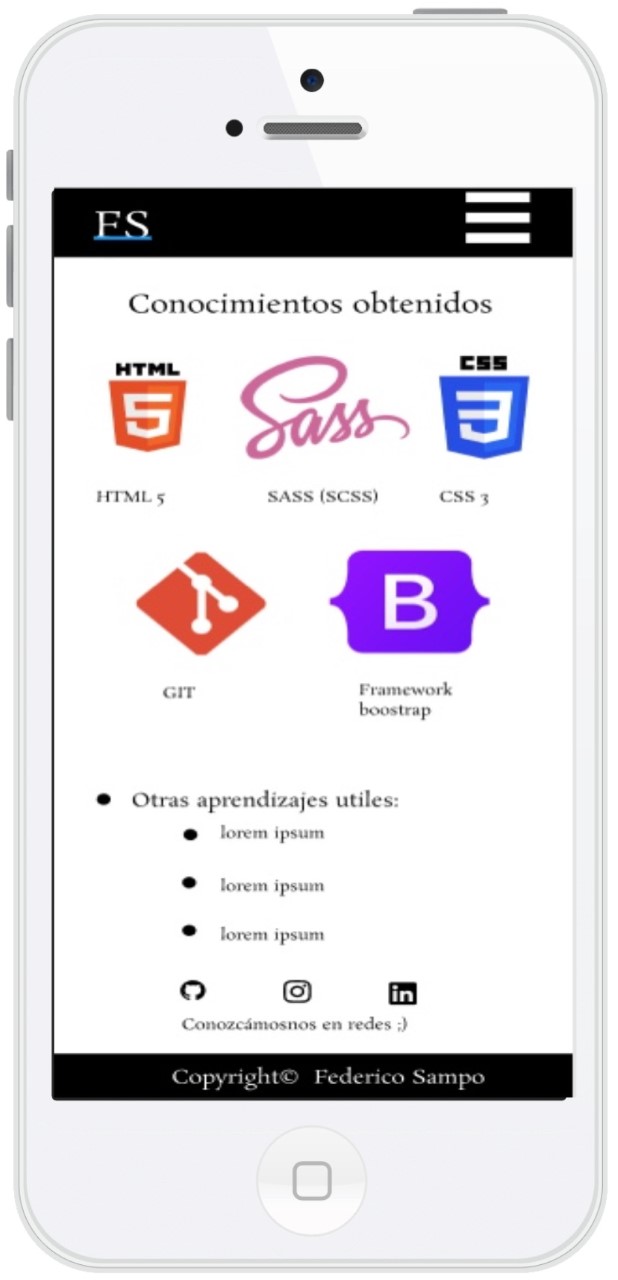 FS
Conocimientos obtenidos
HTML
5
Sass
CSS
3
HTML 5
SASS (SCSS)
CSS 3
B
GIT
Framework
boostrap
Otras aprendizajes utiles:
lorem ipsum
lorem ipsum
lorem ipsum
in
Conozcámosnos en redes ;)
Copyright© Federico Sampo